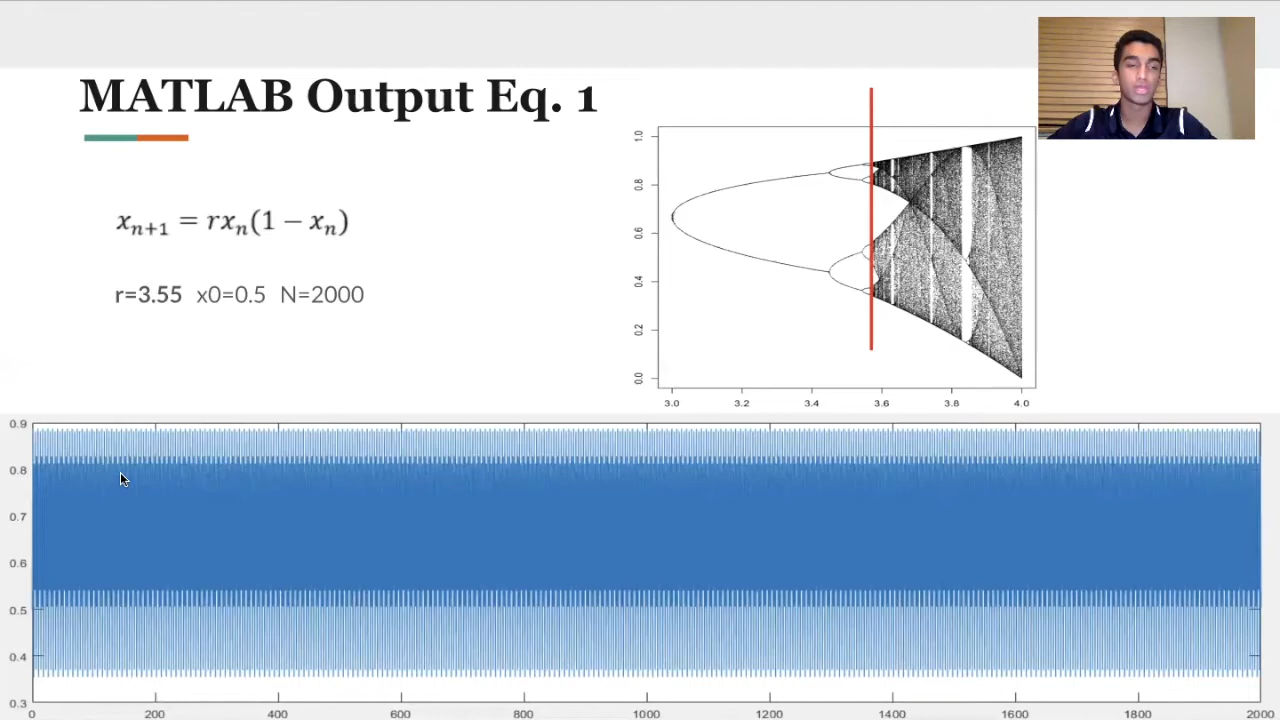 MATLAB Output Eq. 1
xₙ₊₁ = rxₙ(1 − xₙ)
r=3.55 x0=0.5 N=2000
1.0
0.8
0.6
0.4
0.2
0.0
3.0 3.2 3.4 3.6 3.8 4.0
0.9
0.8
0.7
0.6
0.5
0.4
0.3
0 200 400 600 800 1000 1200 1400 1600 1800 2000